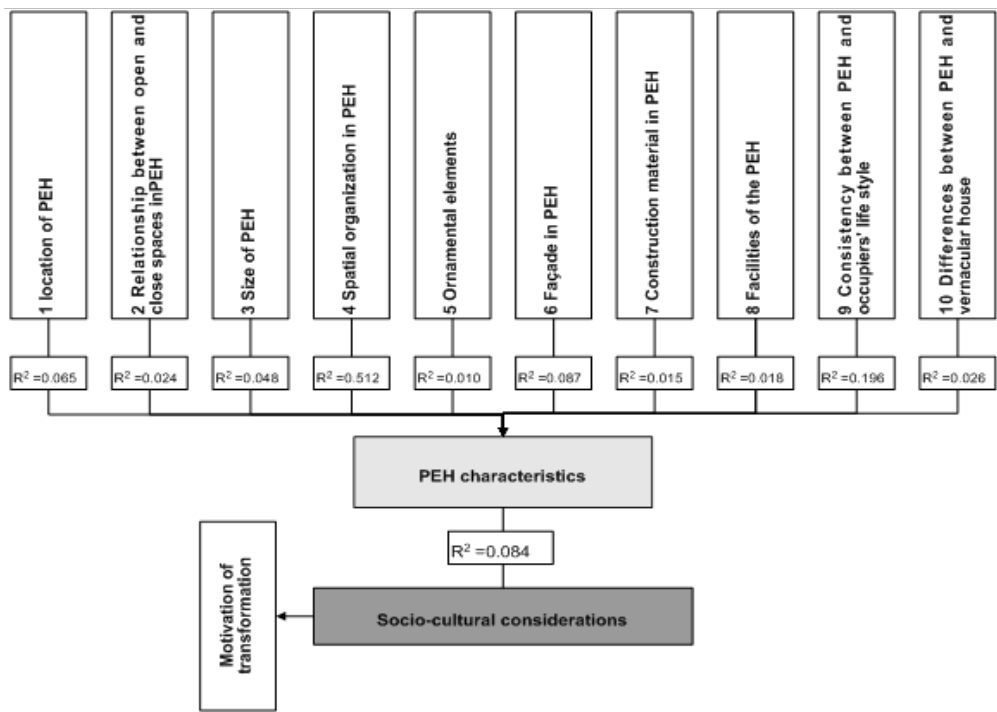 1 location of PEH
2 Relationship between open and
close spaces inPEH
3 Size of PEH
4 Spatial organization in PEH
5 Ornamental elements
6 Façade in PEH
7 Construction material in PEH
8 Facilities of the PEH
9 Consistency between PEH and
occupiers' life style
10 Differences between PEH and
vernacular house
R² =0.065
R² =0.024
R² =0.048
R² =0.512
R² =0.010
R² =0.087
R² =0.015
R² =0.018
R² =0.196
R² =0.026
PEH characteristics
R² =0.084
Motivation of
transformation
Socio-cultural considerations